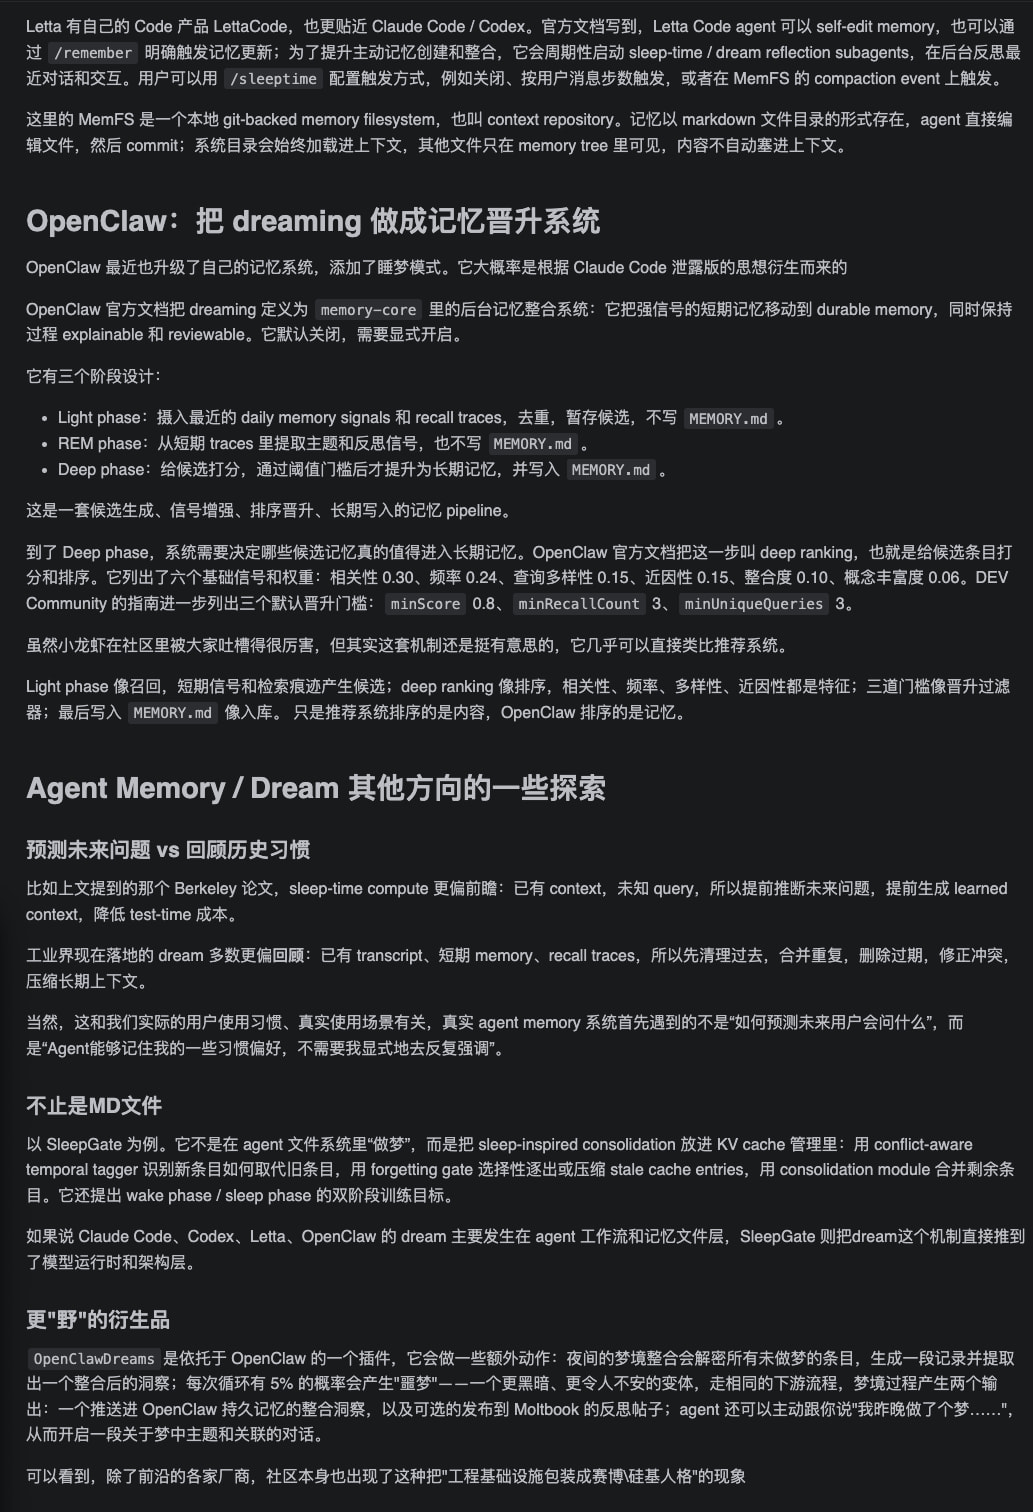 Letta 有自己的 Code 产品 LettaCode，也更贴近 Claude Code / Codex。官方文档写到，Letta Code agent 可以 self-edit memory，也可以通
过 /remember 明确触发记忆更新；为了提升主动记忆创建和整合，它会周期性启动 sleep-time / dream reflection subagents，在后台反思最
近对话和交互。用户可以用 /sleeptime 配置触发方式，例如关闭、按用户消息步数触发，或者在 MemFS 的 compaction event 上触发。
这里的 MemFS 是一个本地 git-backed memory filesystem，也叫 context repository。记忆以 markdown 文件目录的形式存在，agent 直接编
辑文件，然后 commit；系统目录会始终加载进上下文，其他文件只在 memory tree 里可见，内容不自动塞进上下文。
OpenClaw：把 dreaming 做成记忆晋升系统
OpenClaw 最近也升级了自己的记忆系统，添加了睡梦模式。它大概率是根据 Claude Code 泄露版的思想衍生而来的
OpenClaw 官方文档把 dreaming 定义为 memory-core 里的后台记忆整合系统：它把强信号的短期记忆移动到 durable memory，同时保持
过程 explainable 和 reviewable。它默认关闭，需要显式开启。
它有三个阶段设计：
• Light phase：摄入最近的 daily memory signals 和 recall traces，去重，暂存候选，不写 MEMORY.md 。
• REM phase：从短期 traces 里提取主题和反思信号，也不写 MEMORY.md 。
• Deep phase：给候选打分，通过阈值门槛后才提升为长期记忆，并写入 MEMORY.md 。
这是一套候选生成、信号增强、排序晋升、长期写入的记忆 pipeline。
到了 Deep phase，系统需要决定哪些候选记忆真的值得进入长期记忆。OpenClaw 官方文档把这一步叫 deep ranking，也就是给候选条目打
分和排序。它列出了六个基础信号和权重：相关性 0.30、频率 0.24、查询多样性 0.15、近因性 0.15、整合度 0.10、概念丰富度 0.06。DEV
Community 的指南进一步列出三个默认晋升门槛： minScore 0.8、 minRecallCount 3、 minUniqueQueries 3。
虽然小龙虾在社区里被大家吐槽得很厉害，但其实这套机制还是挺有意思的，它几乎可以直接类比推荐系统。
Light phase 像召回，短期信号和检索痕迹产生候选；deep ranking 像排序，相关性、频率、多样性、近因性都是特征；三道门槛像晋升过滤
器；最后写入 MEMORY.md 像入库。 只是推荐系统排序的是内容，OpenClaw 排序的是记忆。
Agent Memory / Dream 其他方向的一些探索
预测未来问题 vs 回顾历史习惯
比如上文提到的那个 Berkeley 论文，sleep-time compute 更偏前瞻：已有 context，未知 query，所以提前推断未来问题，提前生成 learned
context，降低 test-time 成本。
工业界现在落地的 dream 多数更偏回顾：已有 transcript、短期 memory、recall traces，所以先清理过去，合并重复，删除过期，修正冲突，
压缩长期上下文。
当然，这和我们实际的用户使用习惯、真实使用场景有关，真实 agent memory 系统首先遇到的不是“如何预测未来用户会问什么”，而
是“Agent能够记住我的一些习惯偏好，不需要我显式地去反复强调”。
不止是MD文件
以 SleepGate 为例。它不是在 agent 文件系统里“做梦”，而是把 sleep-inspired consolidation 放进 KV cache 管理里：用 conflict-aware
temporal tagger 识别新条目如何取代旧条目，用 forgetting gate 选择性逐出或压缩 stale cache entries，用 consolidation module 合并剩余条
目。它还提出 wake phase / sleep phase 的双阶段训练目标。
如果说 Claude Code、Codex、Letta、OpenClaw 的 dream 主要发生在 agent 工作流和记忆文件层，SleepGate 则把dream这个机制直接推到
了模型运行时和架构层。
更"野"的衍生品
OpenClawDreams 是依托于 OpenClaw 的一个插件，它会做一些额外动作：夜间的梦境整合会解密所有未做梦的条目，生成一段记录并提取
出一个整合后的洞察；每次循环有 5% 的概率会产生"噩梦"——一个更黑暗、更令人不安的变体，走相同的下游流程，梦境过程产生两个输
出：一个推送进 OpenClaw 持久记忆的整合洞察，以及可选的发布到 Moltbook 的反思帖子；agent 还可以主动跟你说"我昨晚做了个梦……"，
从而开启一段关于梦中主题和关联的对话。
可以看到，除了前沿的各家厂商，社区本身也出现了这种把"工程基础设施包装成赛博\硅基人格"的现象